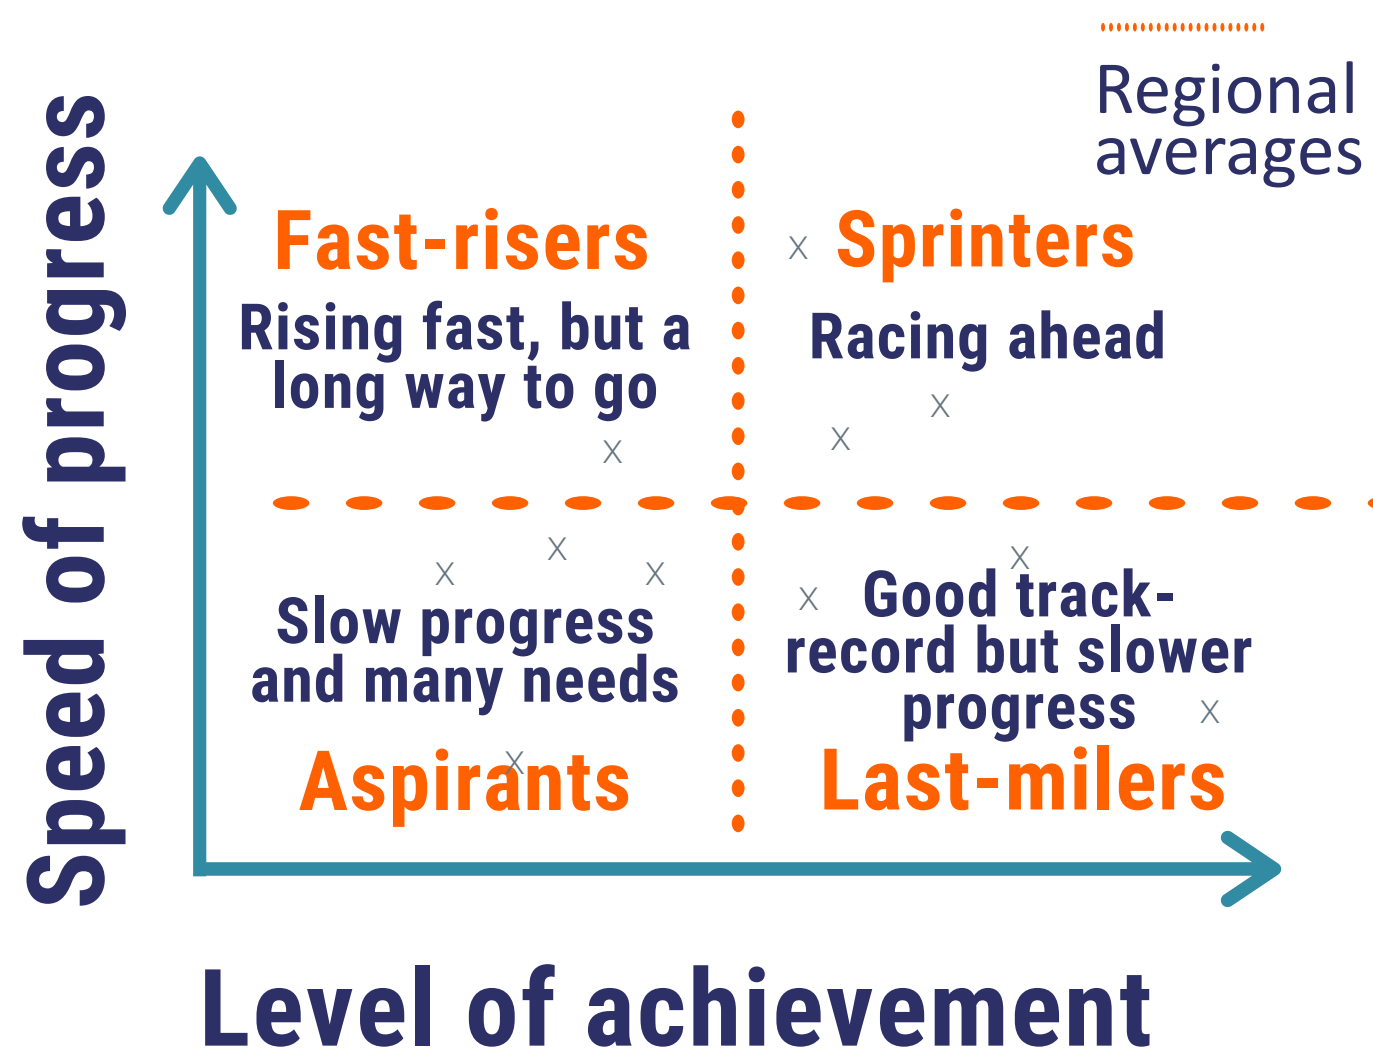 Regional
averages
Speed of progress
Fast-risers
Rising fast, but a
long way to go
x
x
Sprinters
Racing ahead
x
x
x
x
x
Slow progress
and many needs
x
Aspirants
x
x
Good track-
record but slower
progress
x
Last-milers
Level of achievement